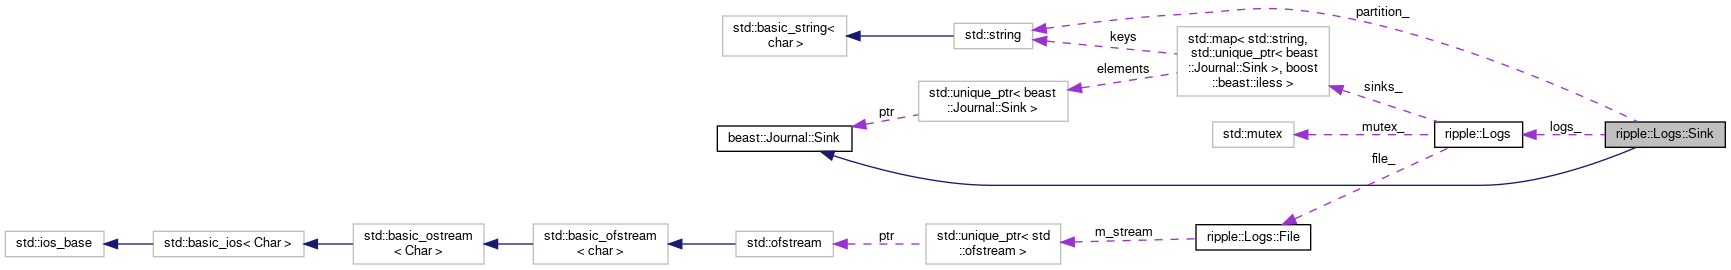 partition_
std::basic_string<
char >
std::string
keys
std::map< std::string,
std::unique_ptr< beast
::Journal::Sink >, boost
::beast::iless >
elements
std::unique_ptr< beast
::Journal::Sink >
ptr
sinks_
beast::Journal::Sink
std::mutex
mutex_
ripple::Logs
logs_
ripple::Logs::Sink
file_
std::ios_base
std::basic_ios< Char >
std::basic_ostream
< Char >
std::basic_ofstream
< char >
std::ofstream
ptr
std::unique_ptr< std
::ofstream >
m_stream
ripple::Logs::File